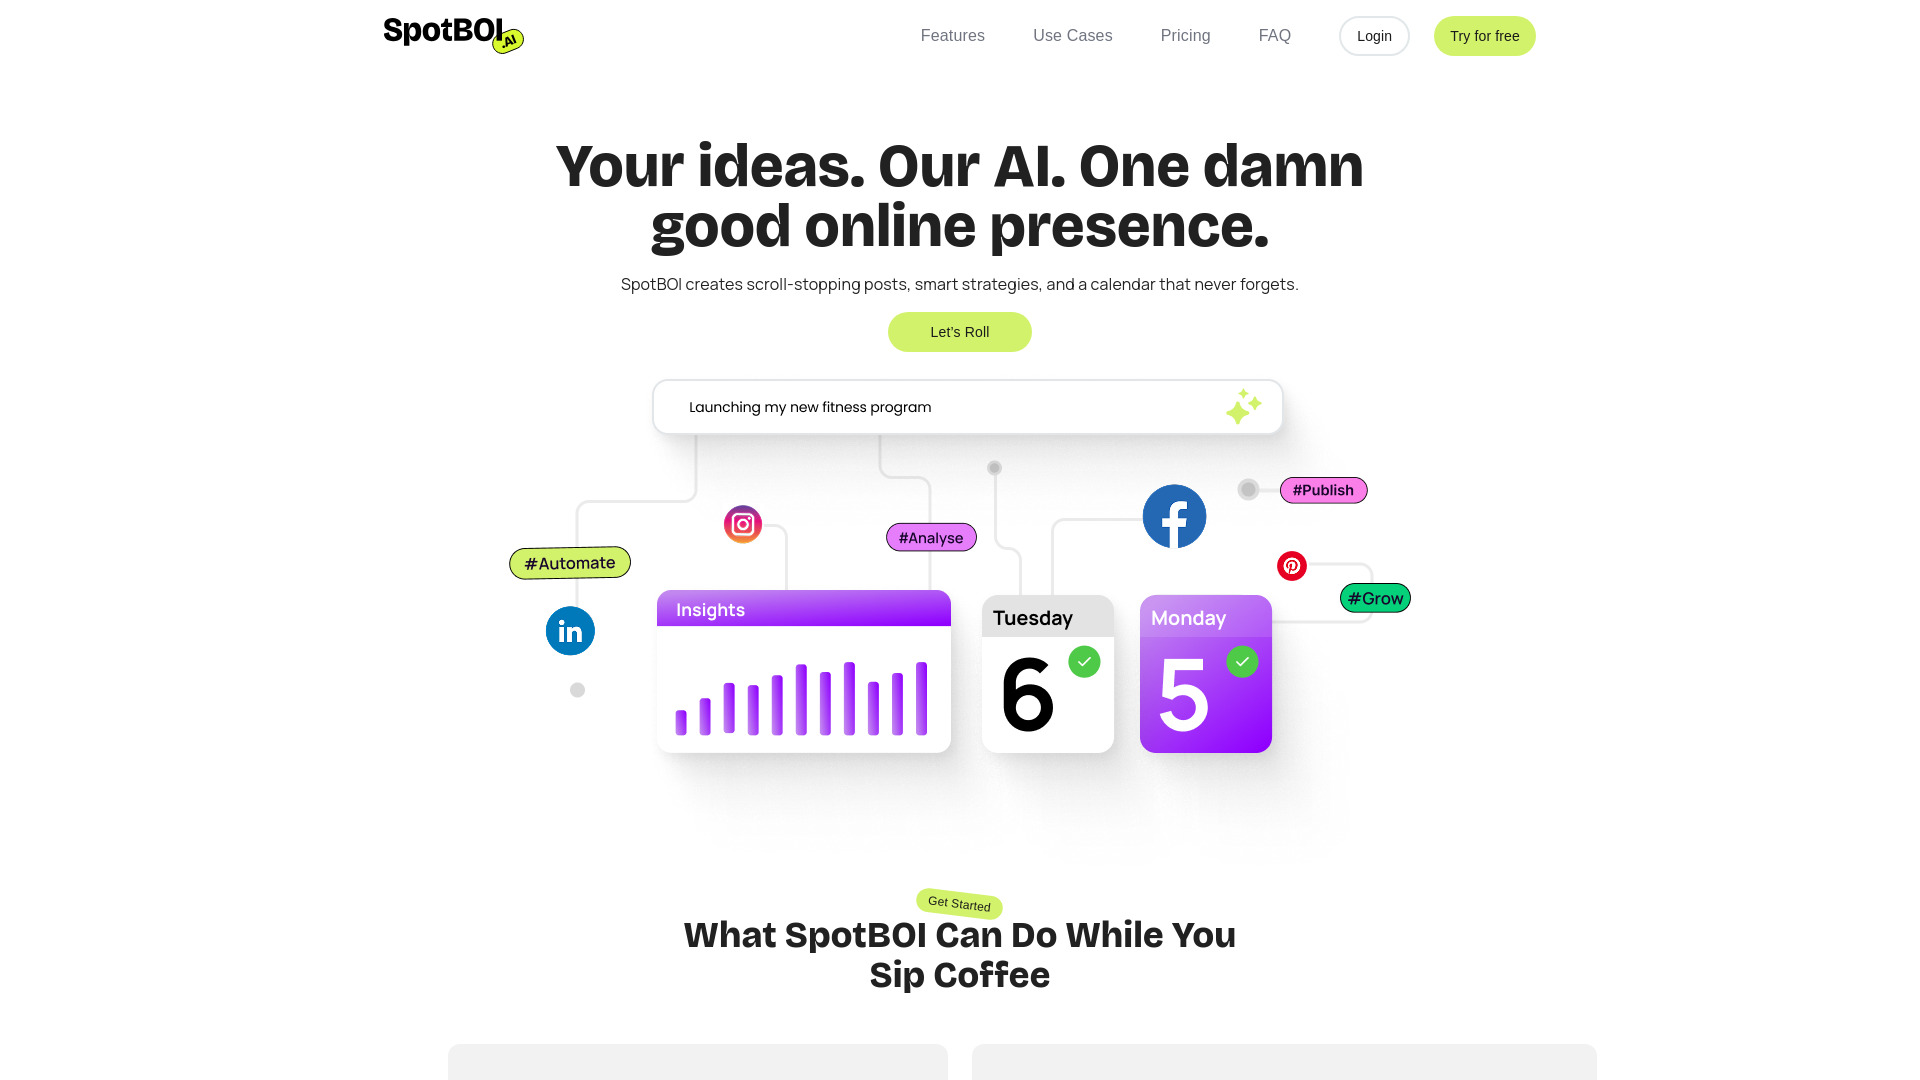 SpotBOI.AI
Features
Use Cases
Pricing
FAQ
Login
Try for free
Your ideas. Our AI. One damn
good online presence.
SpotBOI creates scroll-stopping posts, smart strategies, and a calendar that never forgets.
Let's Roll
Launching my new fitness program
#Publish
#Analyse
#Automate
in
#Grow
Insights
Tuesday
6
Monday
5
Get Started
What SpotBOI Can Do While You
Sip Coffee